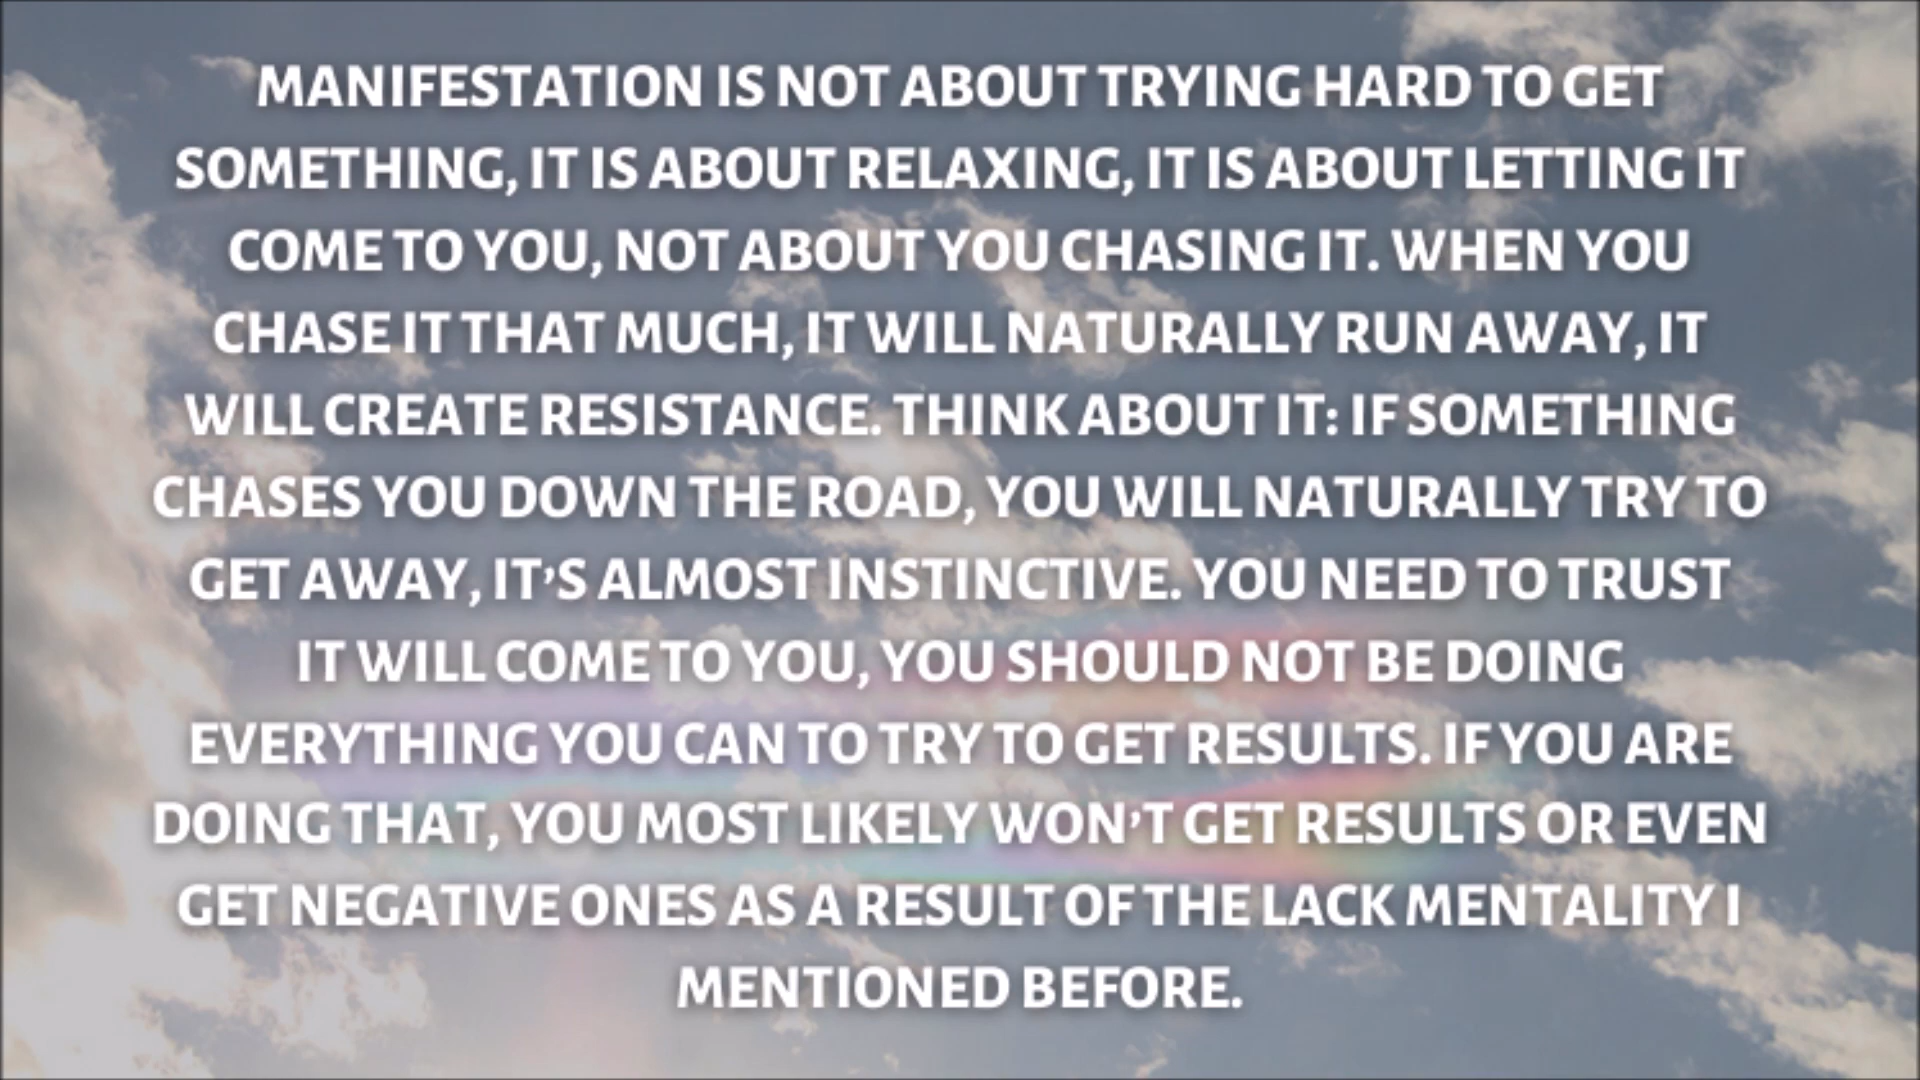 MANIFESTATION IS NOT ABOUT TRYING HARD TO GET
SOMETHING, IT IS ABOUT RELAXING, IT IS ABOUT LETTING IT
COME TO YOU, NOT ABOUT YOU CHASING IT. WHEN YOU
CHASE IT THAT MUCH, IT WILL NATURALLY RUN AWAY, IT
WILL CREATE RESISTANCE. THINK ABOUT IT: IF SOMETHING
CHASES YOU DOWN THE ROAD, YOU WILL NATURALLY TRY TO
GET AWAY, IT’S ALMOST INSTINCTIVE. YOU NEED TO TRUST
IT WILL COME TO YOU, YOU SHOULD NOT BE DOING
EVERYTHING YOU CAN TO TRY TO GET RESULTS. IF YOU ARE
DOING THAT, YOU MOST LIKELY WON’T GET RESULTS OR EVEN
GET NEGATIVE ONES AS A RESULT OF THE LACK MENTALITY I
MENTIONED BEFORE.